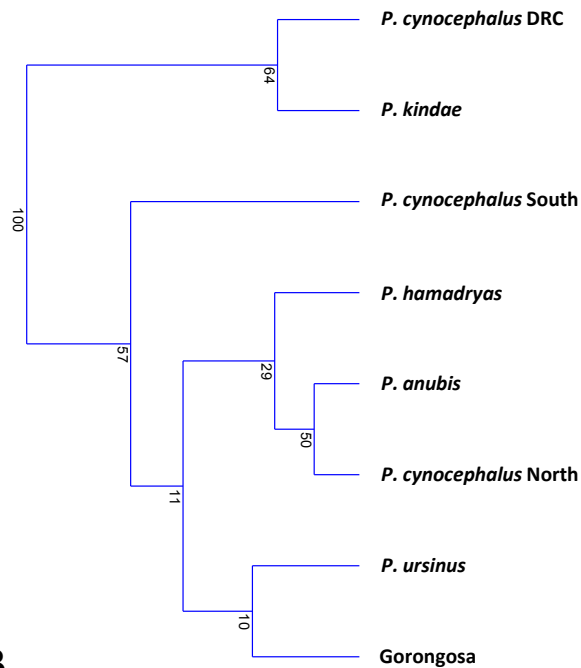 P. cynocephalus DRC
64
P. kindae
P. cynocephalus South
100
P. hamadryas
57
29
P. anubis
50
P. cynocephalus North
11
P. ursinus
10
Gorongosa